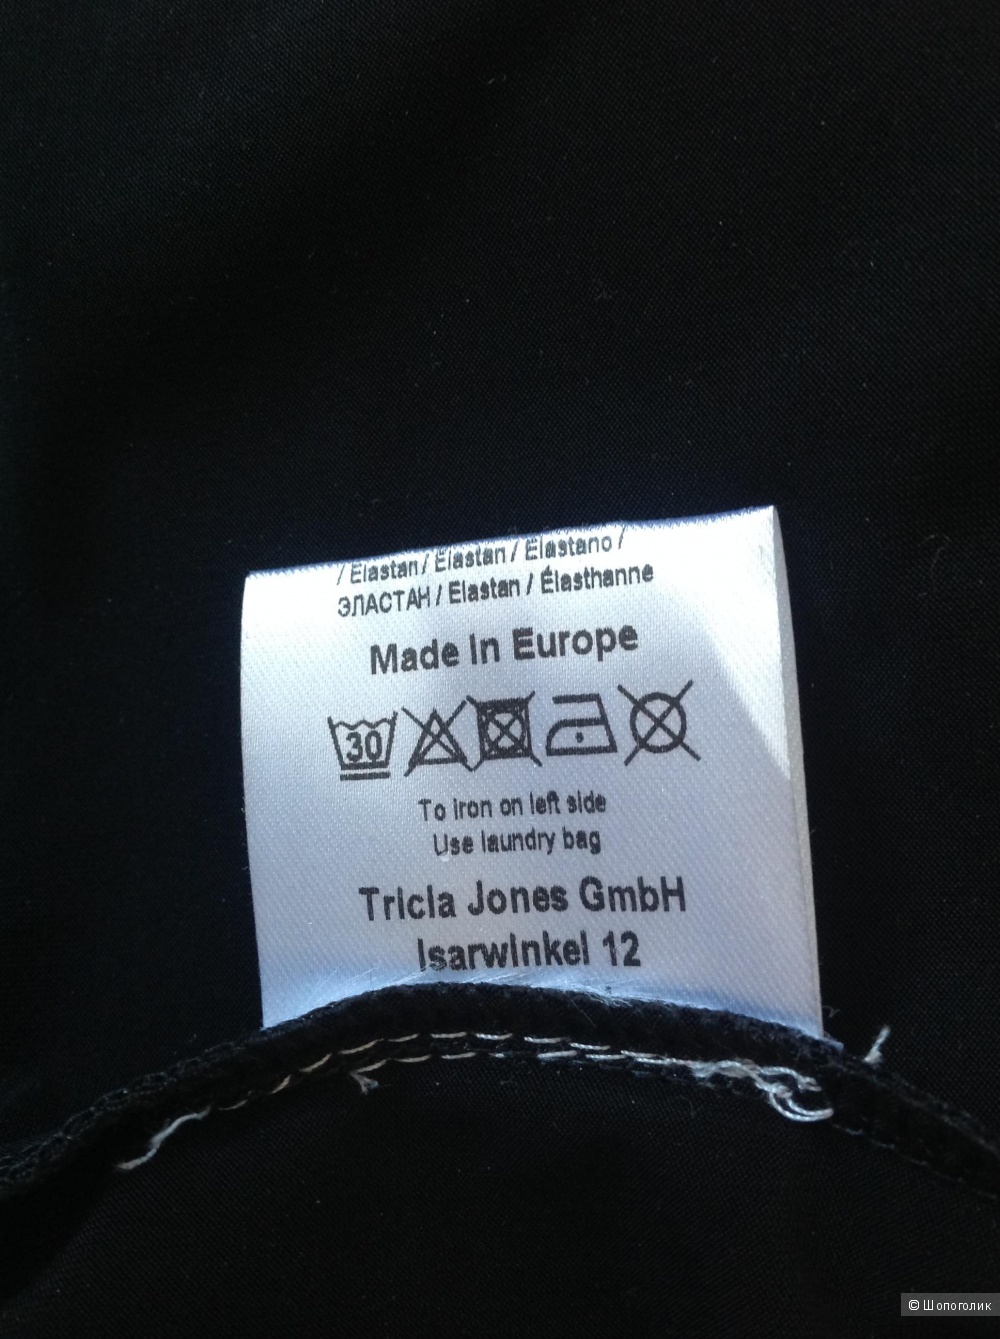 / Elastan / Elastan / Elastano /
ЭЛАСТАН / Elastan / Élasthanne
Made in Europe
30
To iron on left side
Use laundry bag
Tricia Jones GmbH
Isarwinkel 12
© Шопоголик